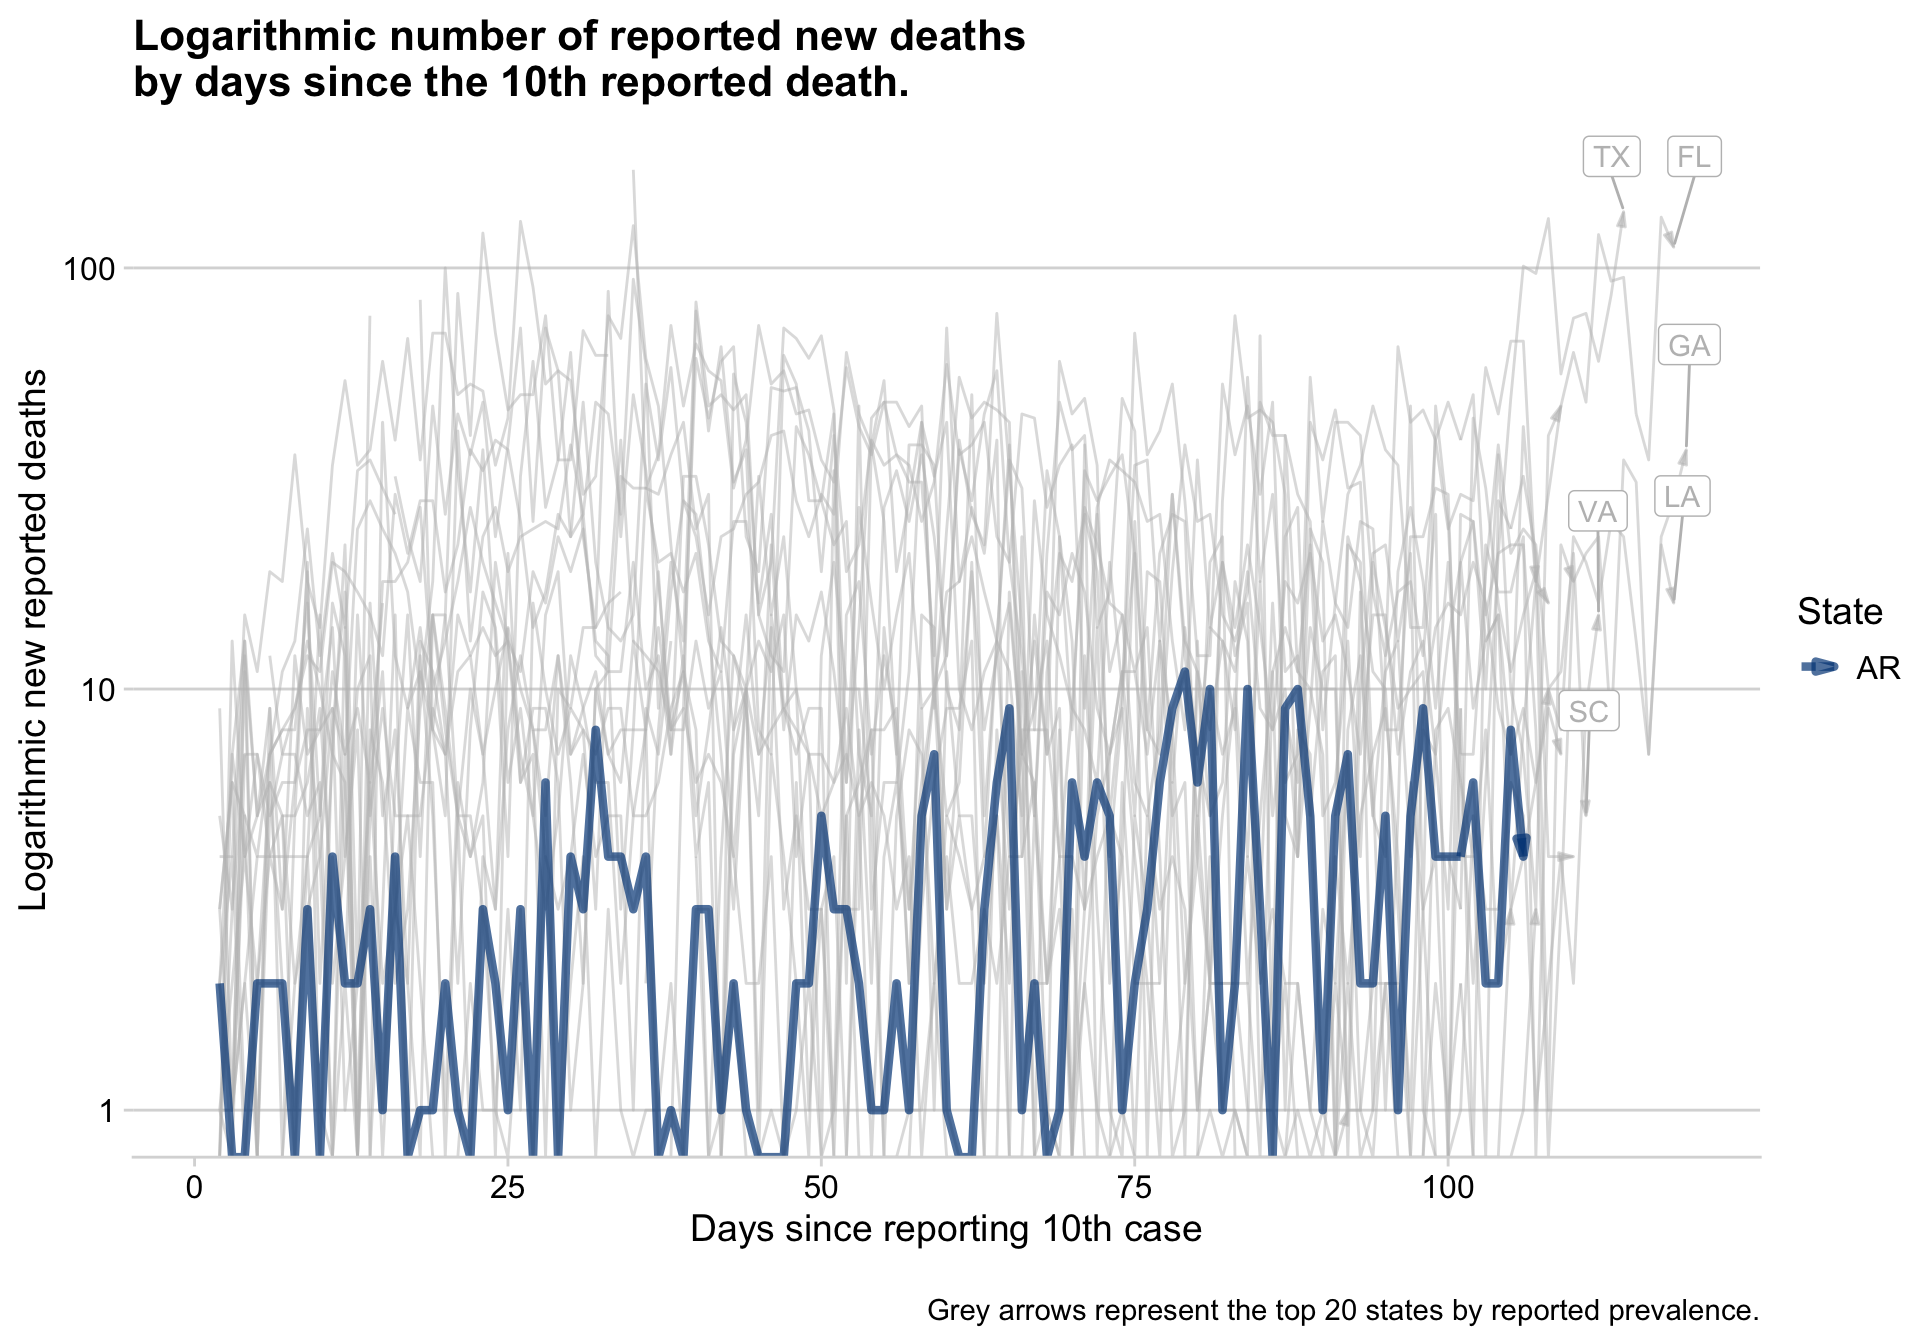 Logarithmic number of reported new deaths
by days since the 10th reported death.
TX
FL
100
GA
LA
VA
Logarithmic new reported deaths
State
AR
10
SC
1
0
25
50
75
100
Days since reporting 10th case
Grey arrows represent the top 20 states by reported prevalence.